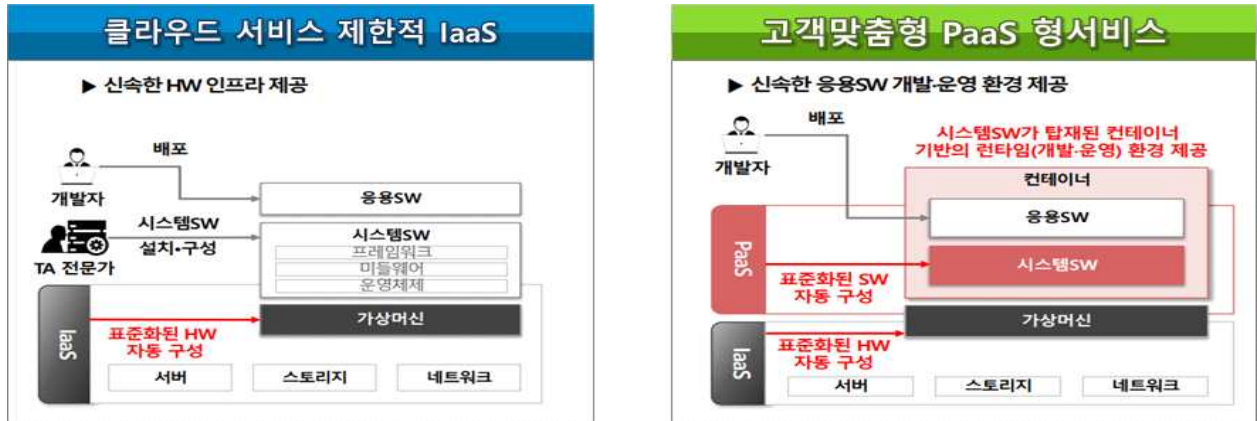 클라우드 서비스 제한적 IaaS
▶ 신속한 HW 인프라 제공
배포
개발자
응용SW
시스템SW
설치•구성
TA 전문가
시스템SW
프레임워크
미들웨어
운영체제
IaaS
가상머신
표준화된 HW
자동 구성
서버
스토리지
네트워크
고객맞춤형 PaaS 형서비스
▶ 신속한 응용SW 개발·운영 환경 제공
배포
개발자
시스템SW가 탑재된 컨테이너
기반의 런타임(개발·운영) 환경 제공
컨테이너
응용SW
PaaS
시스템SW
표준화된 SW
자동 구성
가상머신
IaaS
표준화된 HW
자동 구성
서버
스토리지
네트워크